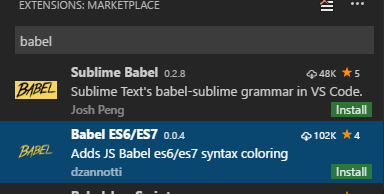 EXTENSIONS: MARKETPLACE
babel
BABEL
Sublime Babel 0.2.8 48K 5
Sublime Text's babel-sublime grammar in VS Code.
Josh Peng Install
BABEL
Babel ES6/ES7 0.0.4 102K 4
Adds JS Babel es6/es7 syntax coloring
dzannotti Install